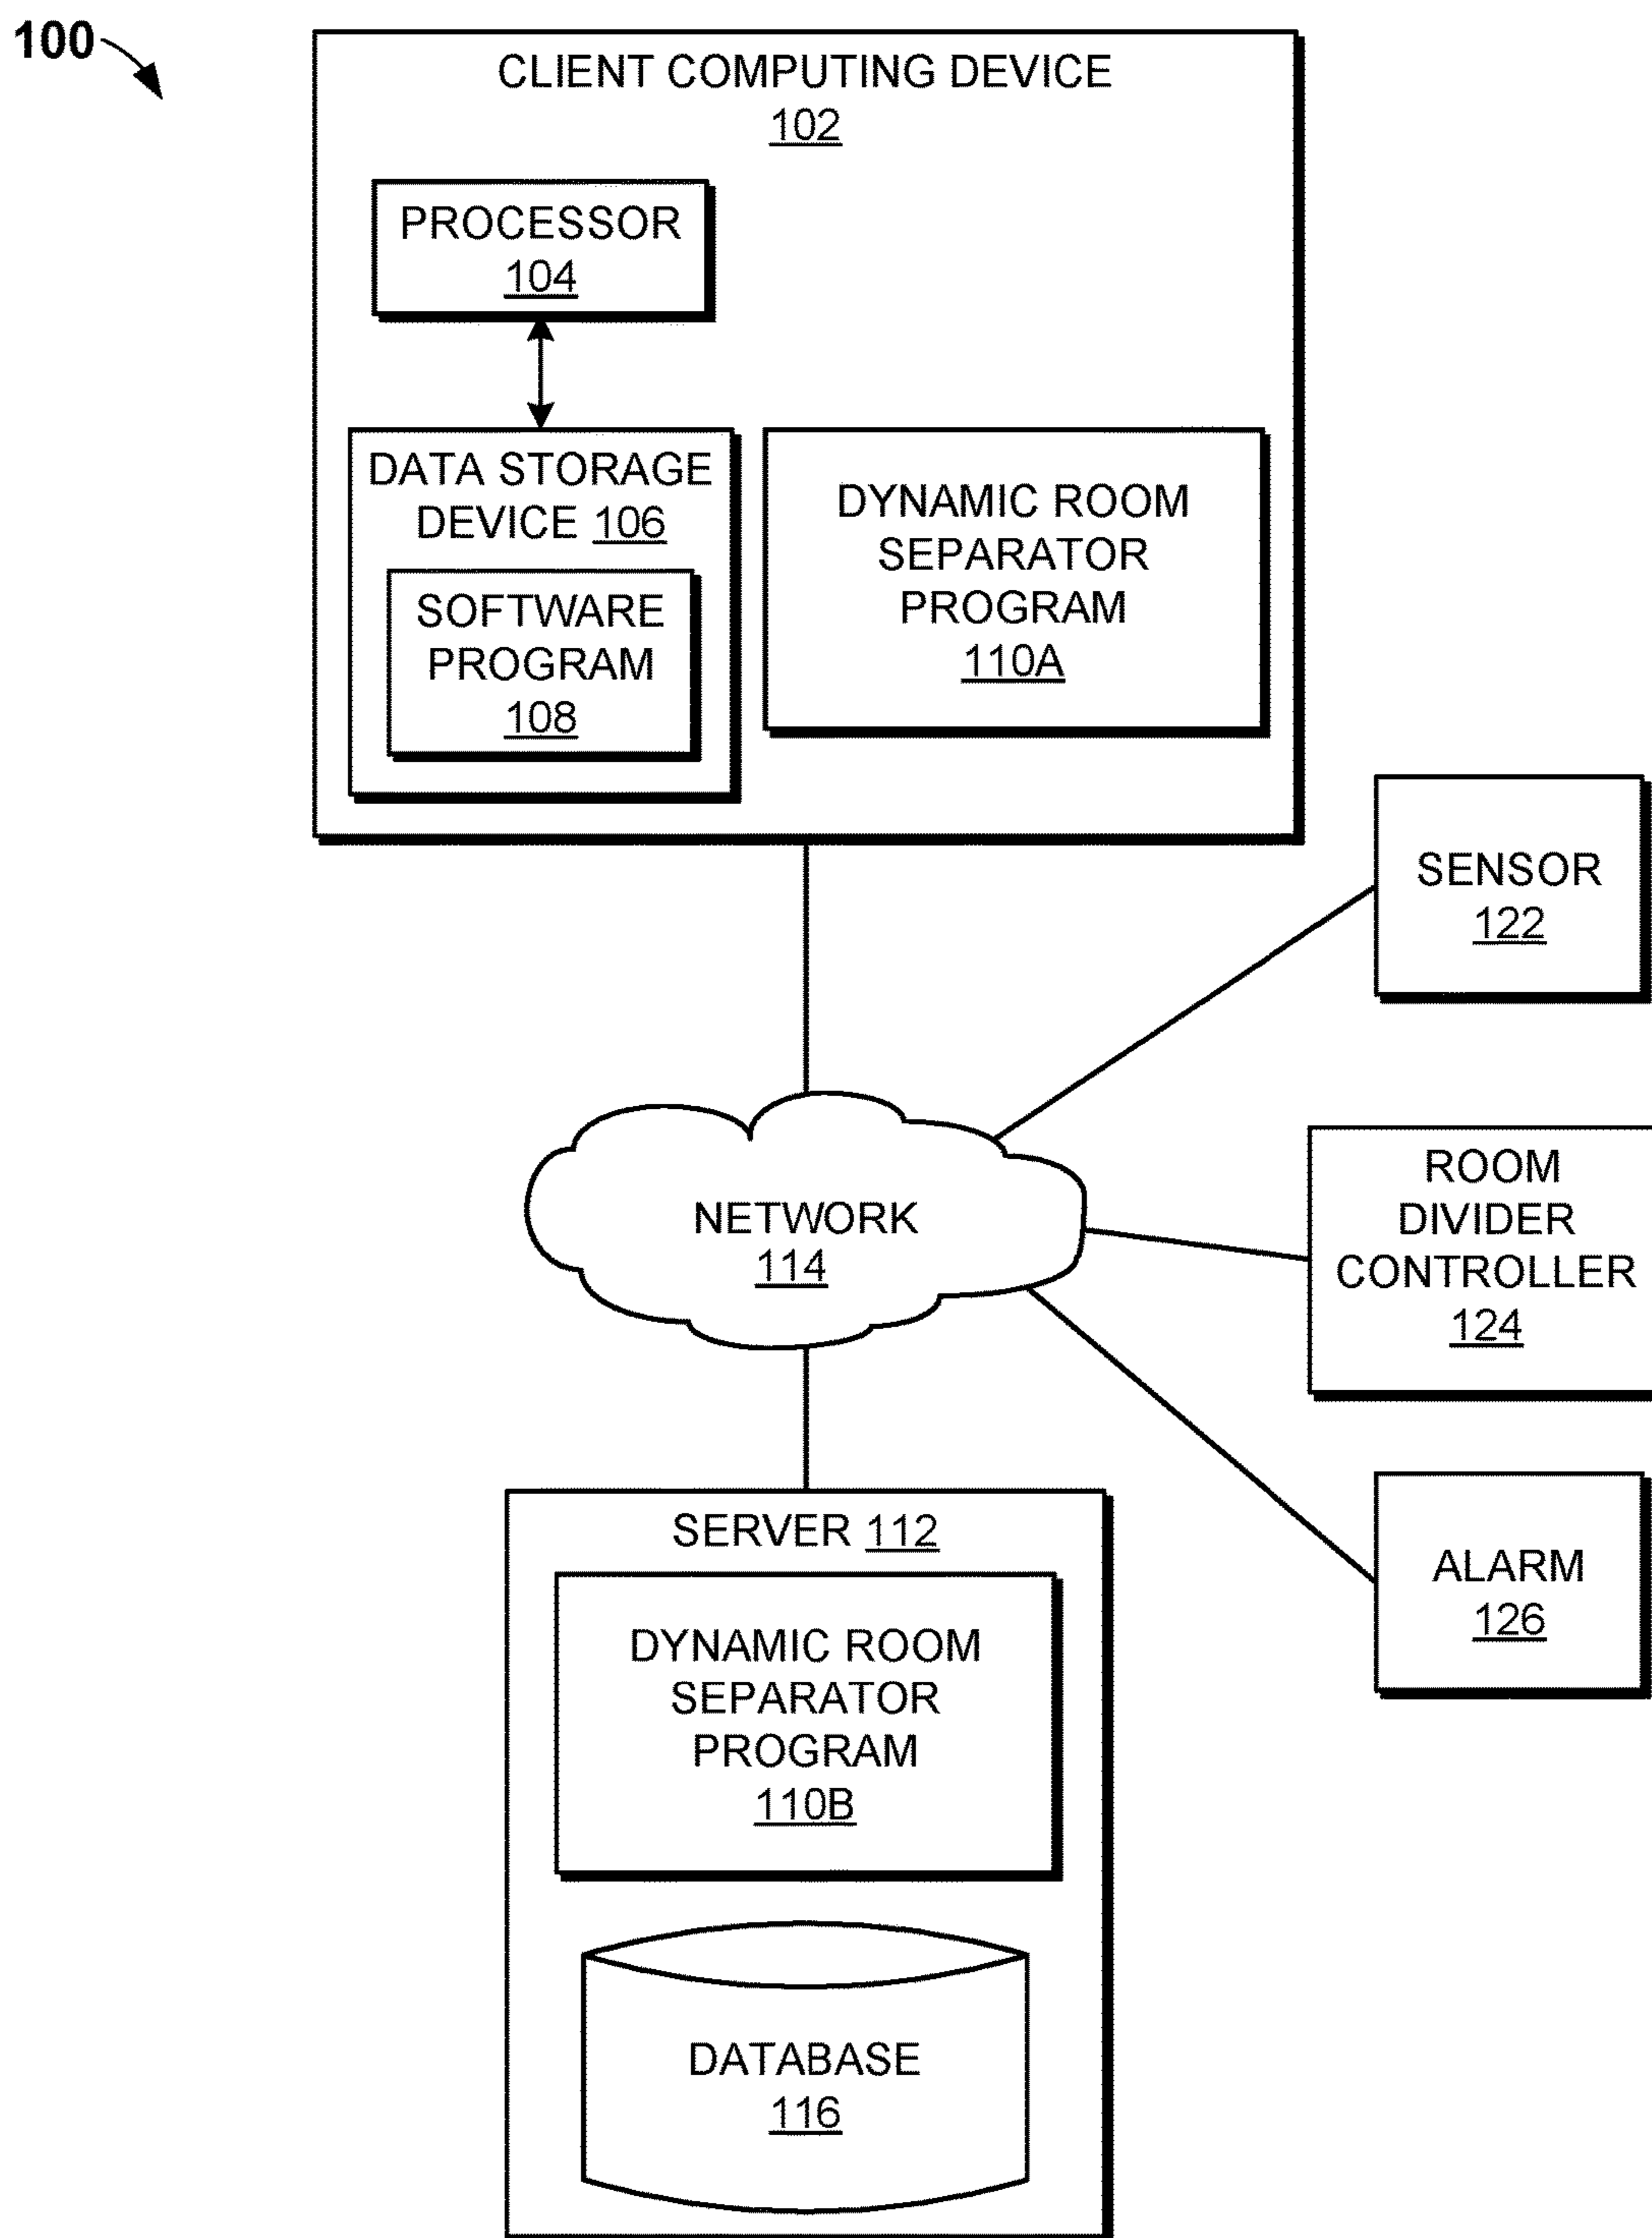 100
CLIENT COMPUTING DEVICE
102
PROCESSOR
104
DATA STORAGE
DEVICE 106
SOFTWARE
PROGRAM
108
DYNAMIC ROOM
SEPARATOR
PROGRAM
110A
SENSOR
122
NETWORK
114
ROOM
DIVIDER
CONTROLLER
124
ALARM
126
SERVER 112
DYNAMIC ROOM
SEPARATOR
PROGRAM
110B
DATABASE
116